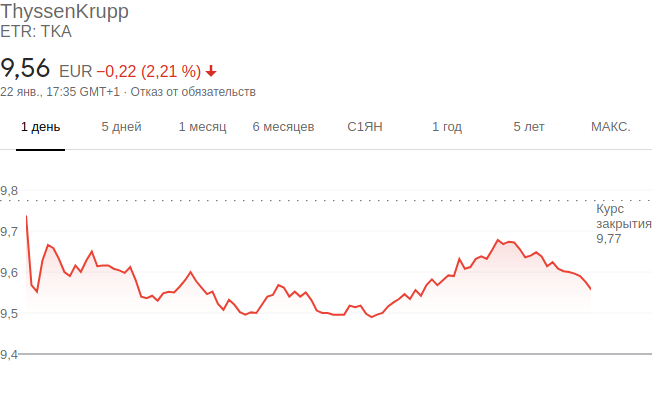 ThyssenKrupp
ETR: TKA
9,56 EUR −0,22 (2,21 %)
22 янв., 17:35 GMT+1 · Отказ от обязательств
1 день 5 дней 1 месяц 6 месяцев С1ЯН 1 год 5 лет МАКС.
9,8
Курс
закрытия
9,77
9,7
9,6
9,5
9,4